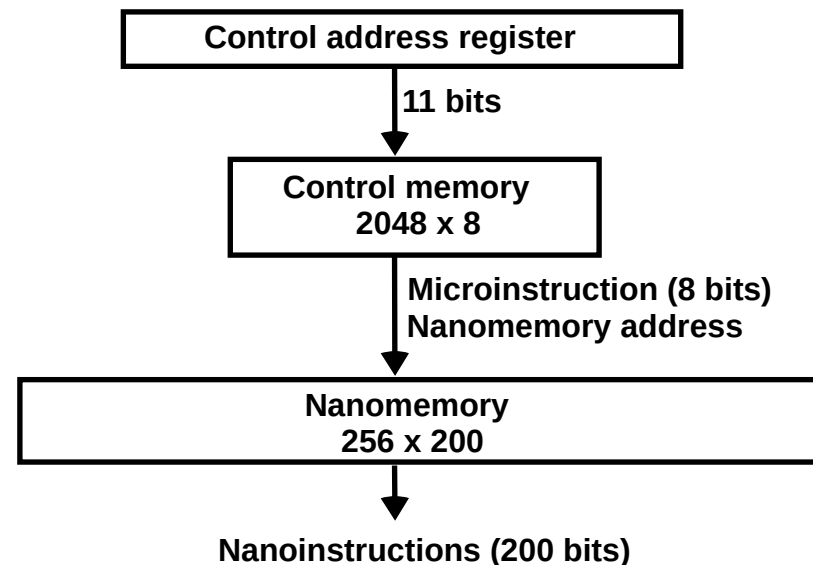 Control address register
11 bits
Control memory
2048 x 8
Microinstruction (8 bits)
Nanomemory address
Nanomemory
256 x 200
Nanoinstructions (200 bits)